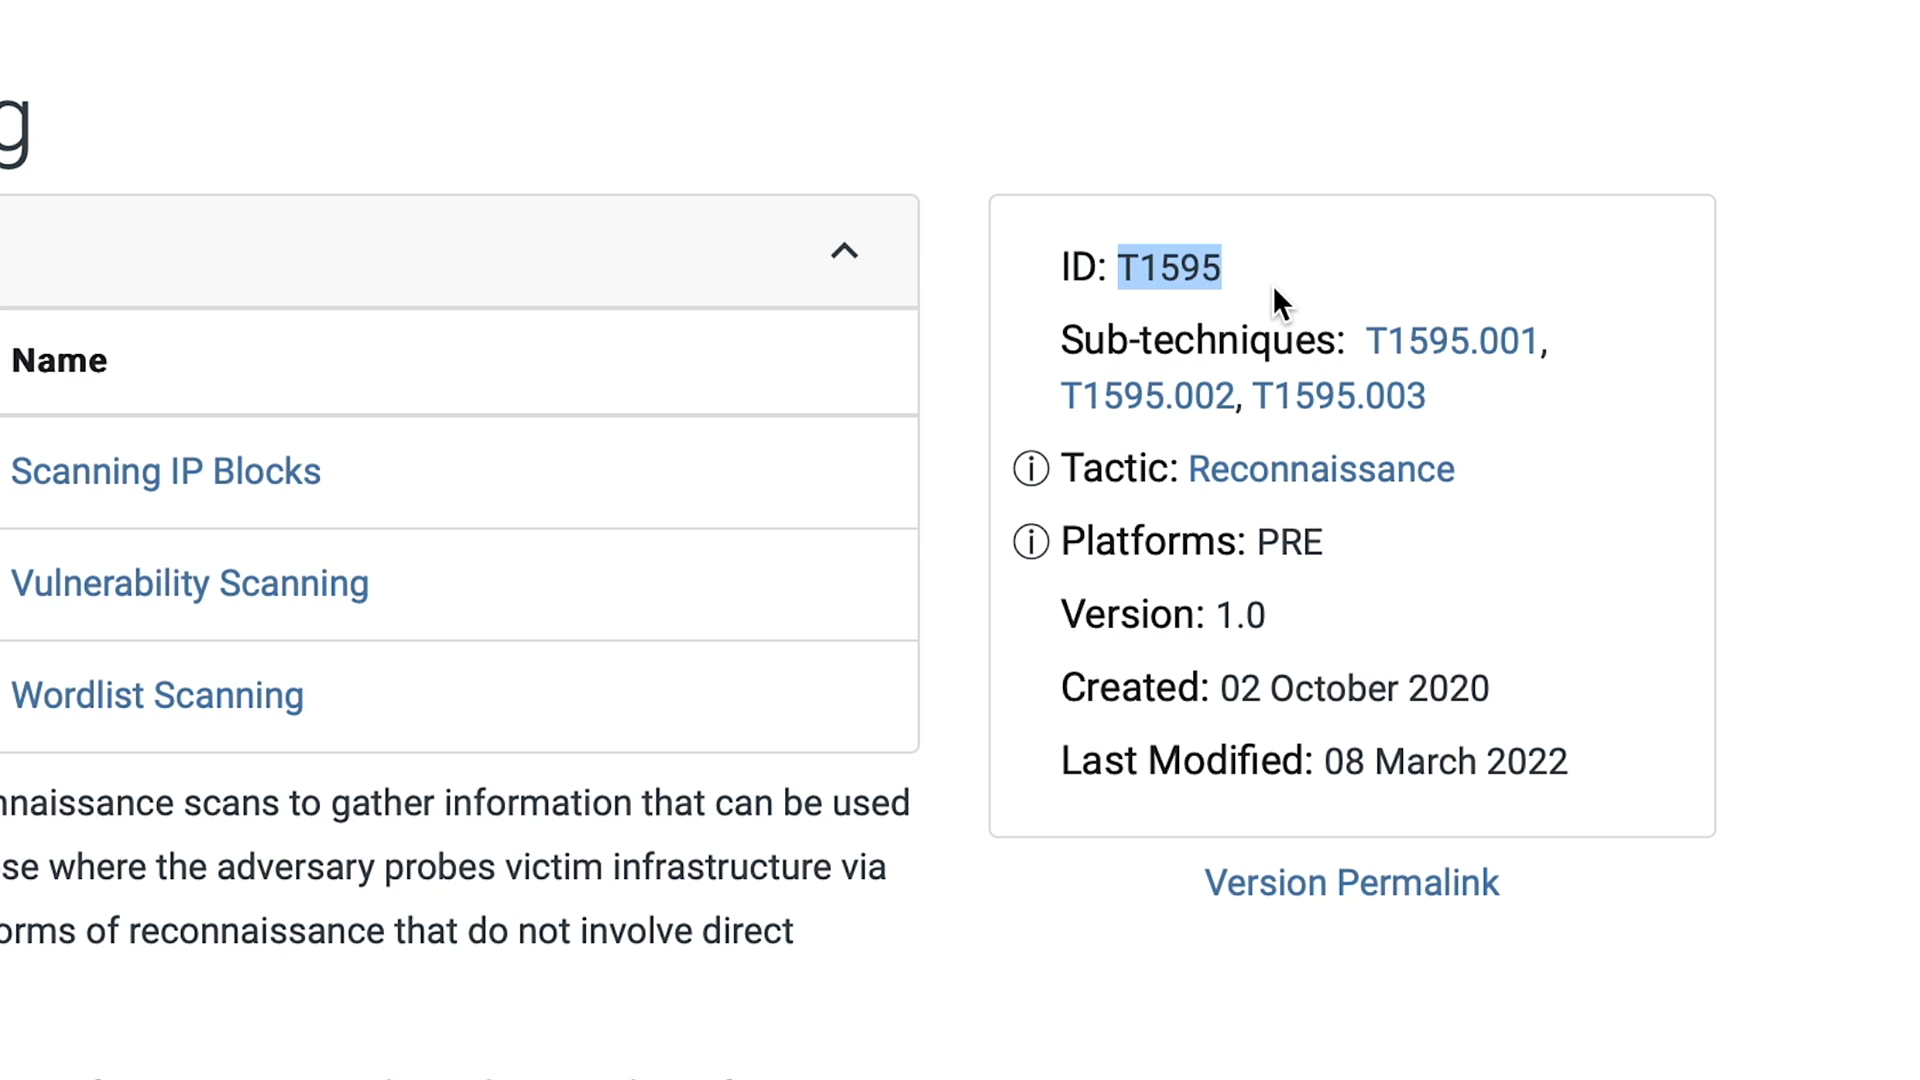 g
Name
Scanning IP Blocks
Vulnerability Scanning
Wordlist Scanning
nnaissance scans to gather information that can be used
se where the adversary probes victim infrastructure via
orms of reconnaissance that do not involve direct
ID: T1595
Sub-techniques: T1595.001,
T1595.002, T1595.003
Tactic: Reconnaissance
Platforms: PRE
Version: 1.0
Created: 02 October 2020
Last Modified: 08 March 2022
Version Permalink